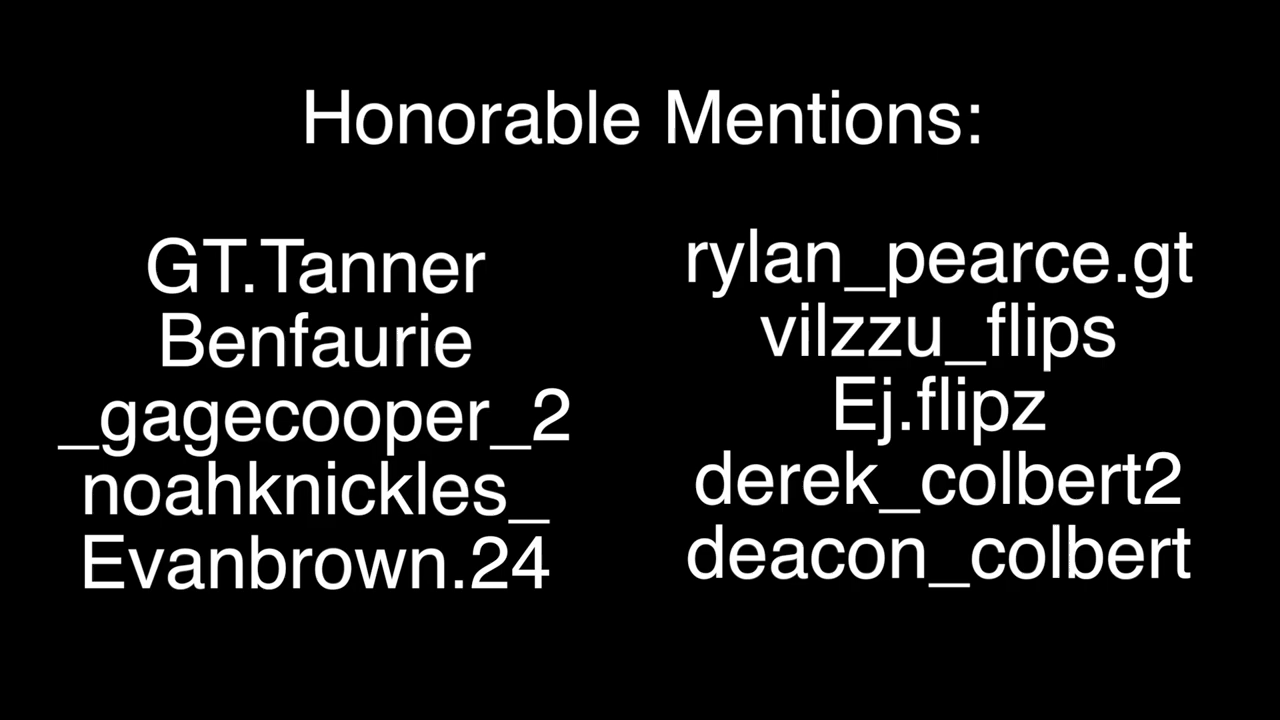 Honorable Mentions:
GT.Tanner
Benfaurie
_gagecooper_2
noahknickles_
Evanbrown.24
rylan_pearce.gt
vilzzu_flips
Ej.flipz
derek_colbert2
deacon_colbert